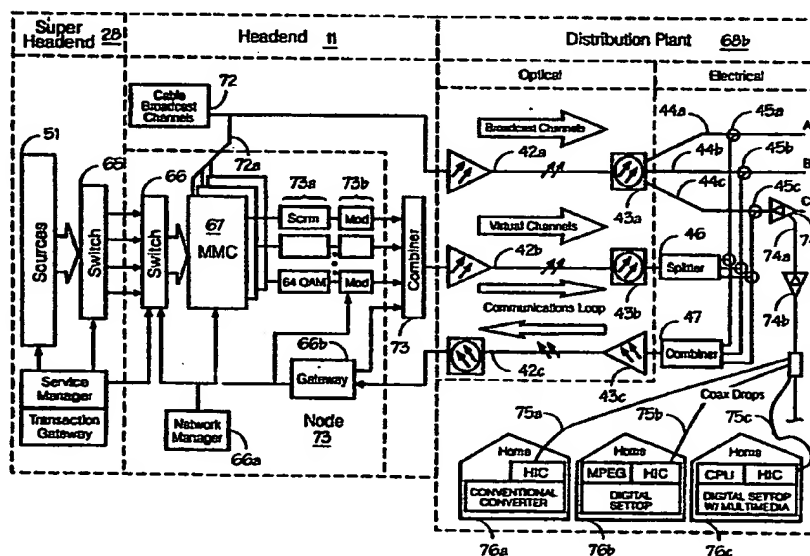 Super
Headend 28
Headend 11
Distribution Plant 68b
Optical
Electrical
51
65
66
Sources
Switch
Switch
72
Cable
Broadcast
Channels
72a
67
MMC
73a
73b
Scrm
Mod
64 QAM
Mod
Combiner
73
66b
Gateway
Node
73
Service
Manager
Transaction
Gateway
Network
Manager
66a
Broadcast Channels
42a
43a
Virtual Channels
42b
43b
Communications Loop
42c
43c
44a
44b
44c
45a
45b
45c
A
B
C
46
Splitter
47
Combiner
74
74a
74b
Coax Drops
75a
75b
75c
Home
HIC
CONVENTIONAL
CONVERTER
76a
Home
MPEG
HIC
DIGITAL
SETTOP
76b
Home
CPU
HIC
DIGITAL SETTOP
W/ MULTIMEDIA
76c